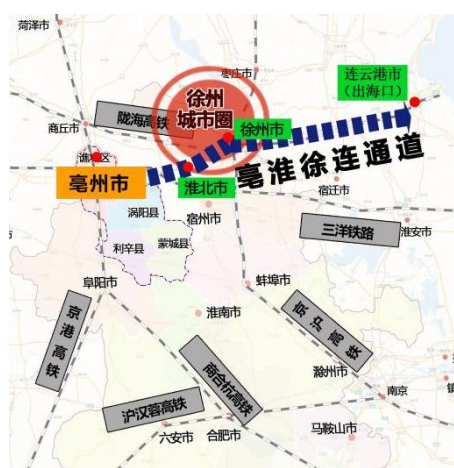 菏泽市
枣庄市
连云港市
（出海口）
徐州
城市圈
陇海高铁
商丘市
徐州市
亳淮徐连通道
亳州市
淮北市
宿迁市
涡阳县
宿州市
三洋铁路
淮安市
利辛县
蒙城县
阜阳市
蚌埠市
京港高铁
淮南市
京沪高铁
商合杭高铁
滁州市
沪汉蓉高铁
南京
六安市
合肥市
马鞍山市